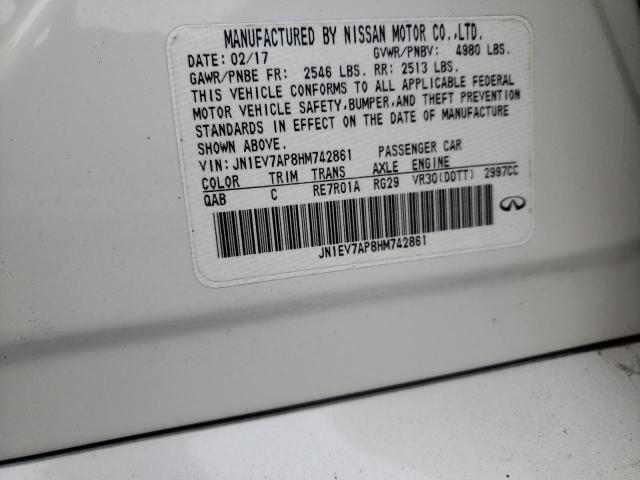 MANUFACTURED BY NISSAN MOTOR CO.,LTD.
DATE: 02/17 GVWR/PNBV: 4980 LBS.
GAWR/PNBE FR: 2546 LBS. RR: 2513 LBS.
THIS VEHICLE CONFORMS TO ALL APPLICABLE FEDERAL
MOTOR VEHICLE SAFETY,BUMPER,AND THEFT PREVENTION
STANDARDS IN EFFECT ON THE DATE OF MANUFACTURE
SHOWN ABOVE.
VIN: JN1EV7AP8HM742861 PASSENGER CAR
COLOR TRIM TRANS AXLE ENGINE
QAB C RE7R01A RG29 VR30(DDTT) 2997CC
JN1EV7AP8HM742861